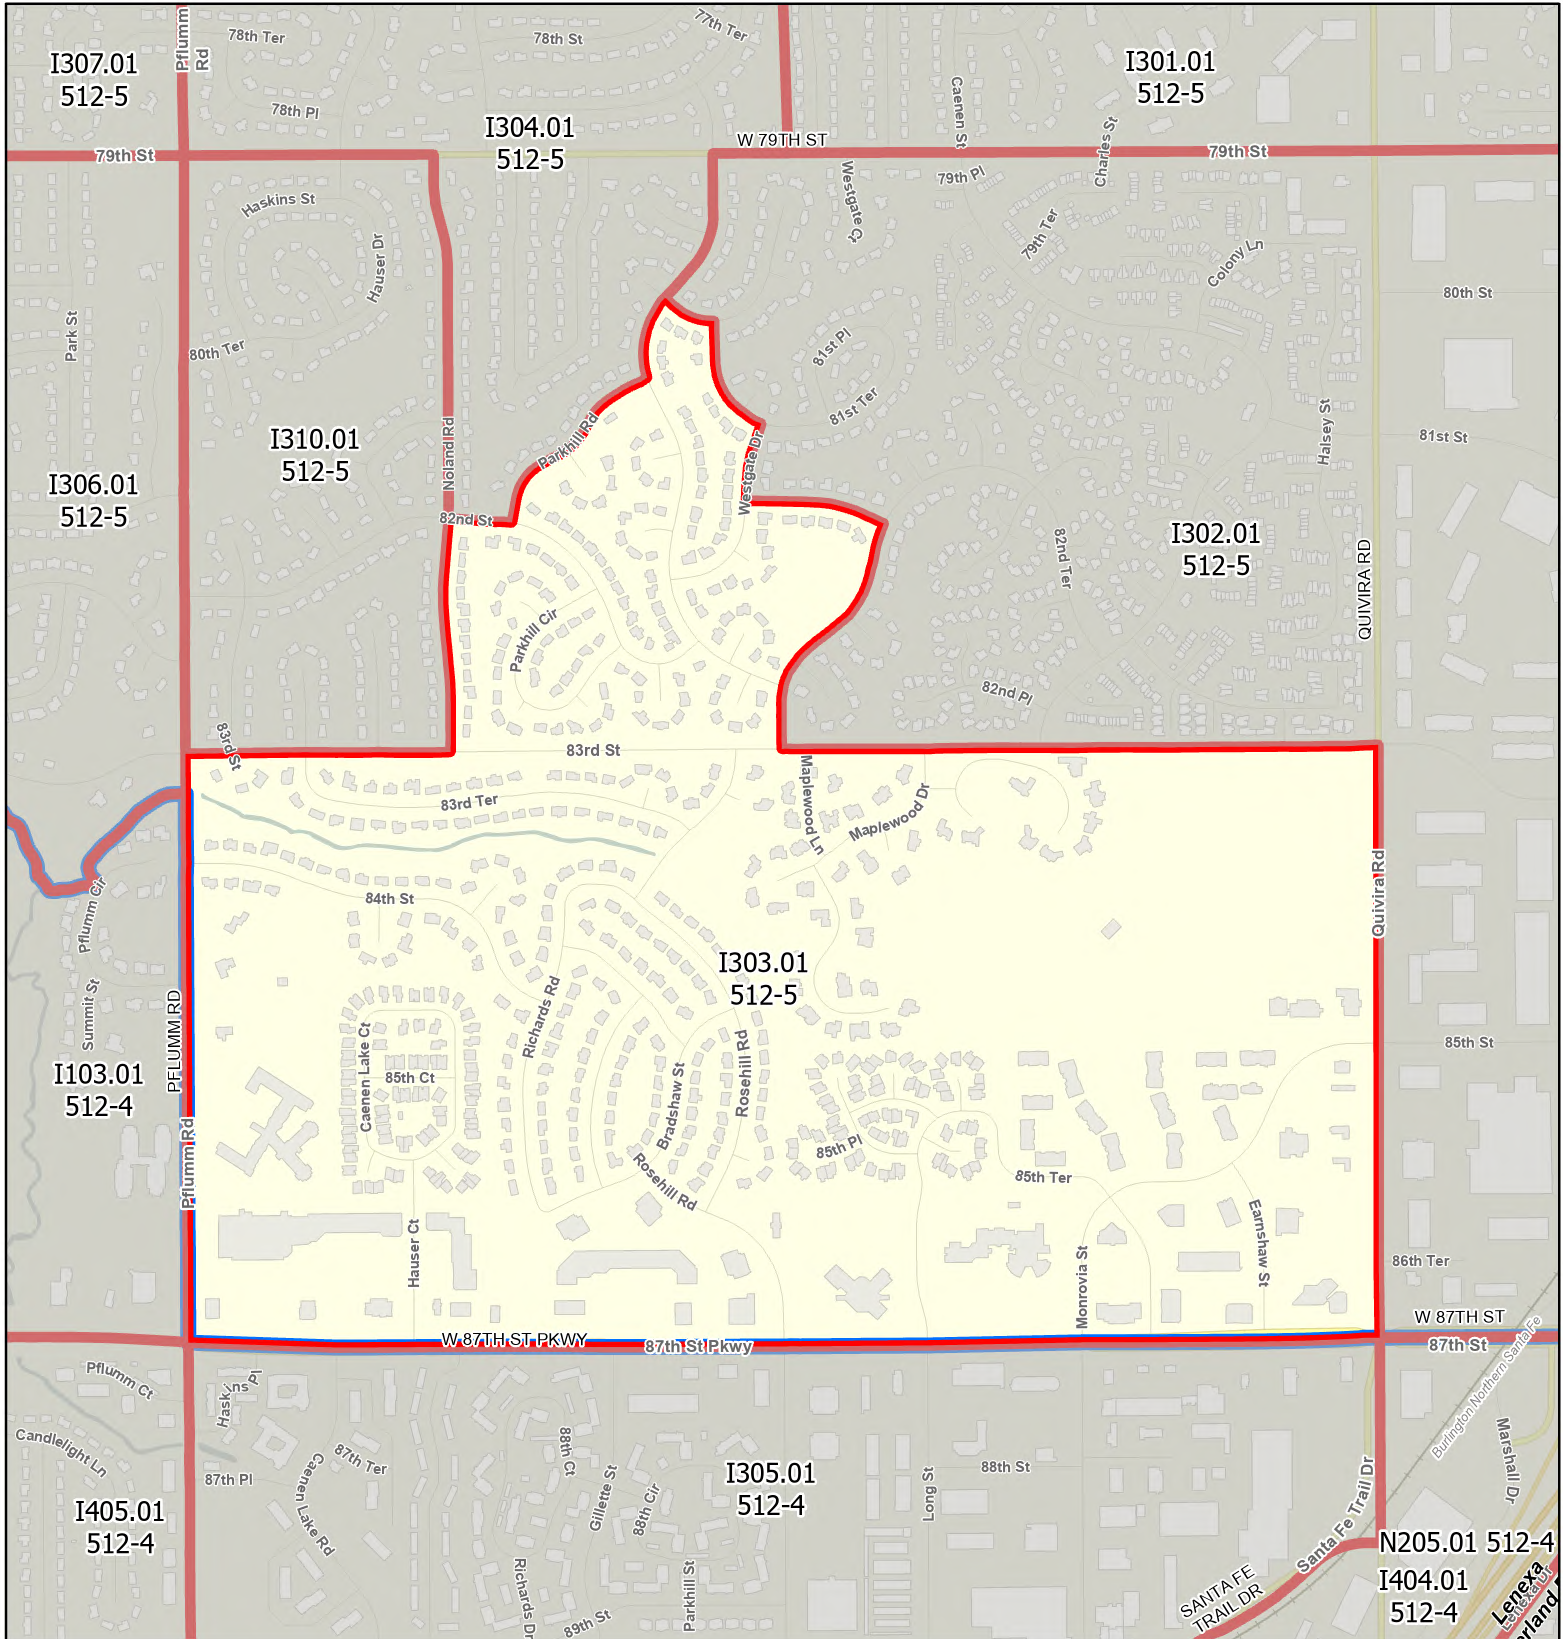 Pflumm
Rd
78th Ter
78th St
77th Ter
I307.01
512-5
I301.01
512-5
78th Pl
I304.01
512-5
Caenen St
Charles St
W 79TH ST
79th St
79th St
79th Pl
Westgate Ct
Haskins St
Hauser Dr
79th Ter
Colony Ln
80th St
Park St
80th Ter
81st Pl
81st Ter
Halsey St
81st St
Parkhill Rd
Westgate Dr
Noland Rd
I310.01
512-5
I306.01
512-5
82nd St
I302.01
512-5
82nd Ter
QUIVIRA RD
Parkhill Cir
82nd Pl
83rd St
83rd St
83rd Ter
Maplewood Ln
Maplewood Dr
Quivira Rd
Pflumm Cir
84th St
I303.01
512-5
Summit St
PFLUMM RD
Richards Rd
Caenen Lake Ct
85th Ct
Bradshaw St
Rosehill Rd
85th St
I103.01
512-4
85th Pl
Pflumm Rd
Rosehill Rd
85th Ter
Hauser Ct
Monrovia St
Earnshaw St
86th Ter
W 87TH ST PKWY
87th St Pkwy
W 87TH ST
87th St
Burlington Northern Santa Fe
Pflumm Ct
Haskins Pl
Candlelight Ln
87th Pl
Caenen Lake Rd
87th Ter
88th Ct
Gillette St
88th Cir
I305.01
512-4
Long St
88th St
Marshall Dr
I405.01
512-4
Santa Fe Trail Dr
N205.01 512-4
I404.01
512-4
Richards Dr
89th St
Parkhill St
SANTA FE
TRAIL DR
Lenexa
Lenexa Dr
erland